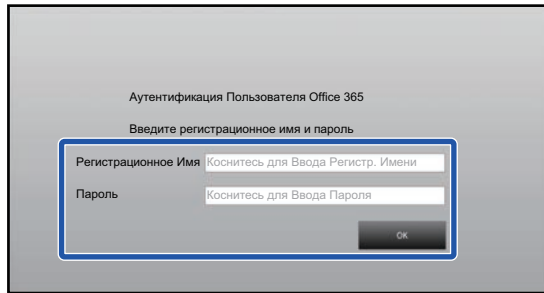 Аутентификация Пользователя Office 365
Введите регистрационное имя и пароль
Регистрационное Имя Коснитесь для Ввода Регистр. Имени
Пароль Коснитесь для Ввода Пароля
OK